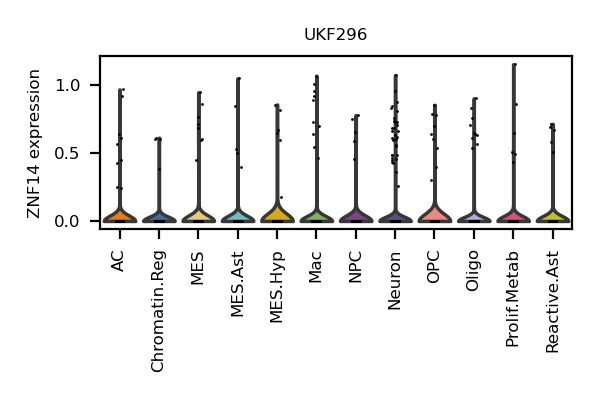 UKF296
ZNF14 expression
1.0
0.5
0.0
AC
Chromatin.Reg
MES
MES.Ast
MES.Hyp
Mac
NPC
Neuron
OPC
Oligo
Prolif.Metab
Reactive.Ast